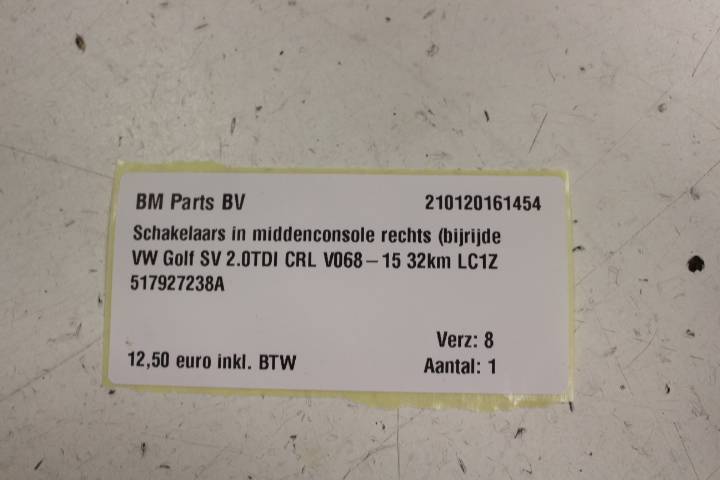 BM Parts BV 210120161454
Schakelaars in middenconsole rechts (bijrijde
VW Golf SV 2.0TDI CRL V068-15 32km LC1Z
517927238A
Verz: 8
12,50 euro inkl. BTW Aantal: 1